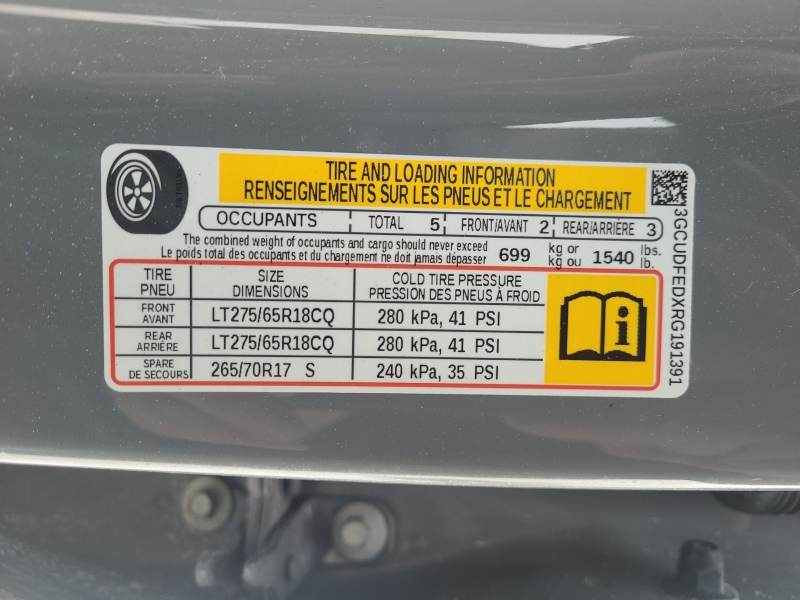 TIRE AND LOADING INFORMATION
RENSEIGNEMENTS SUR LES PNEUS ET LE CHARGEMENT
OCCUPANTS TOTAL 5 FRONT/AVANT 2 REAR/ARRIÈRE 3
The combined weight of occupants and cargo should never exceed 699 kg or 1540 lbs.
Le poids total des occupants et du chargement ne doit jamais dépasser kg ou lb.
TIRE SIZE COLD TIRE PRESSURE
PNEU DIMENSIONS PRESSION DES PNEUS À FROID
FRONT
AVANT LT275/65R18CQ 280 kPa, 41 PSI
REAR
ARRIÈRE LT275/65R18CQ 280 kPa, 41 PSI
SPARE
DE SECOURS 265/70R17 S 240 kPa, 35 PSI
3GCUDFEDXRG191391